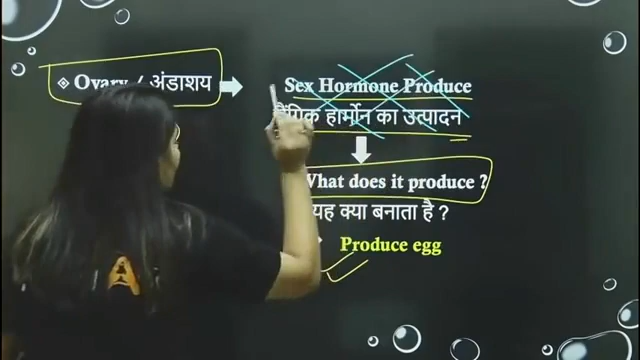 ❖ Ovary / अंडाशय
Sex Hormone Produce
लैंगिक हार्मोन का उत्पादन
What does it produce ?
यह क्या बनाता है ?
Produce egg